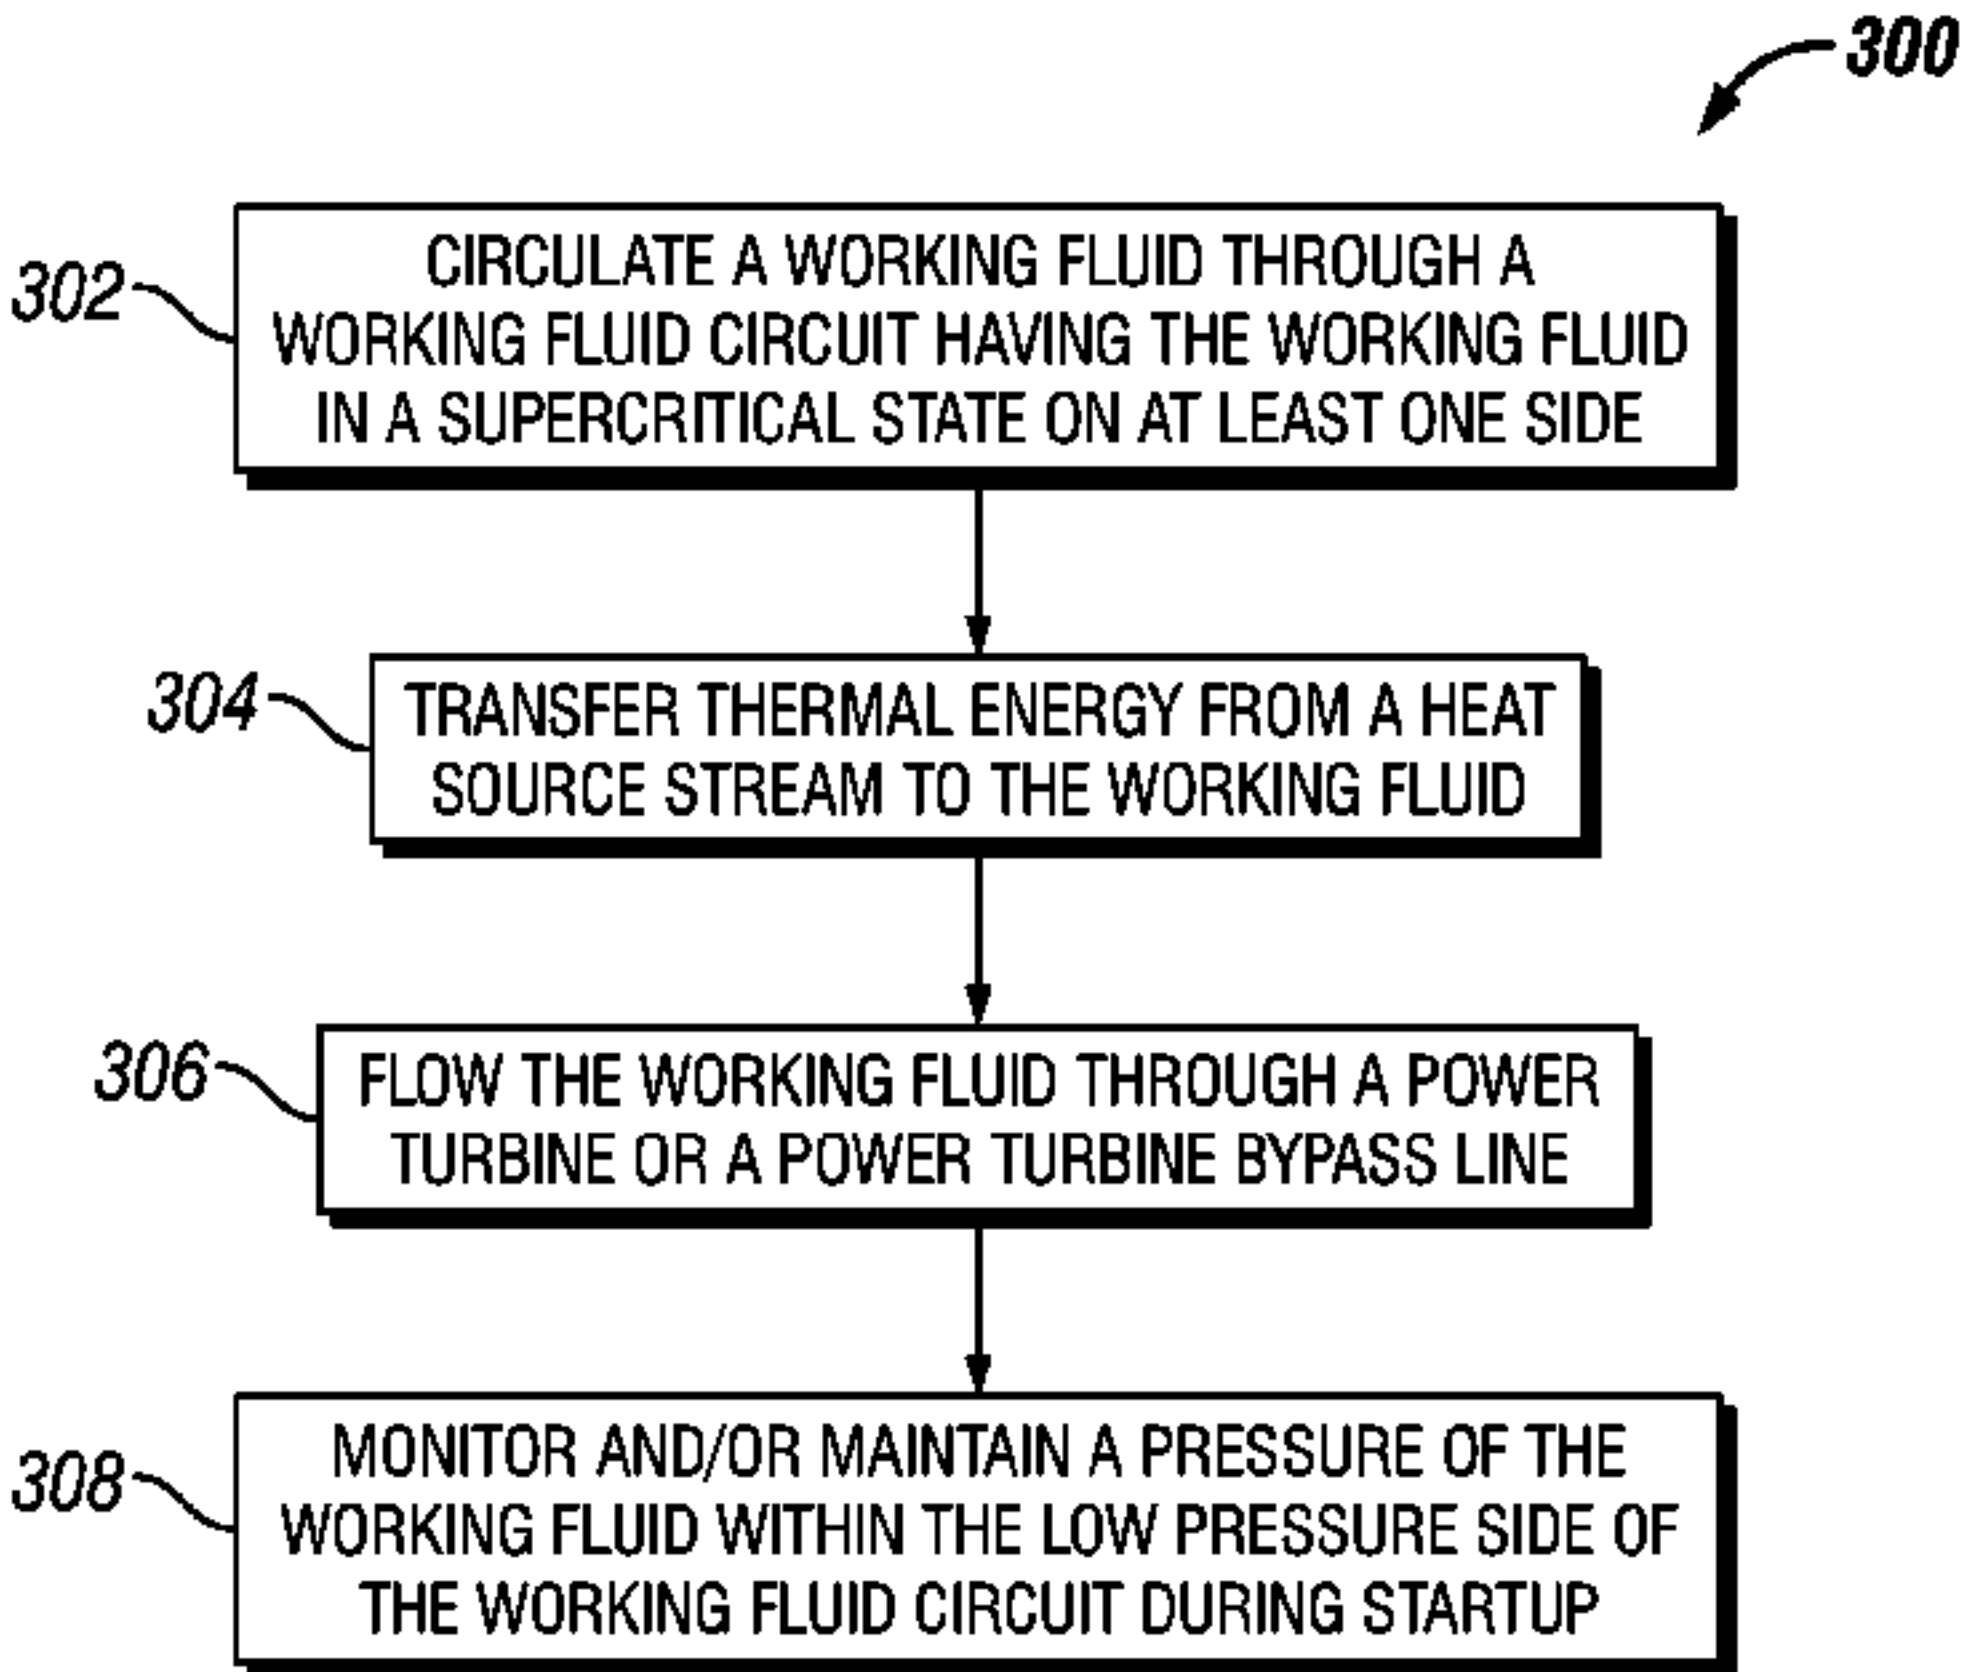 300
302
CIRCULATE A WORKING FLUID THROUGH A
WORKING FLUID CIRCUIT HAVING THE WORKING FLUID
IN A SUPERCRITICAL STATE ON AT LEAST ONE SIDE
304
TRANSFER THERMAL ENERGY FROM A HEAT
SOURCE STREAM TO THE WORKING FLUID
306
FLOW THE WORKING FLUID THROUGH A POWER
TURBINE OR A POWER TURBINE BYPASS LINE
308
MONITOR AND/OR MAINTAIN A PRESSURE OF THE
WORKING FLUID WITHIN THE LOW PRESSURE SIDE OF
THE WORKING FLUID CIRCUIT DURING STARTUP